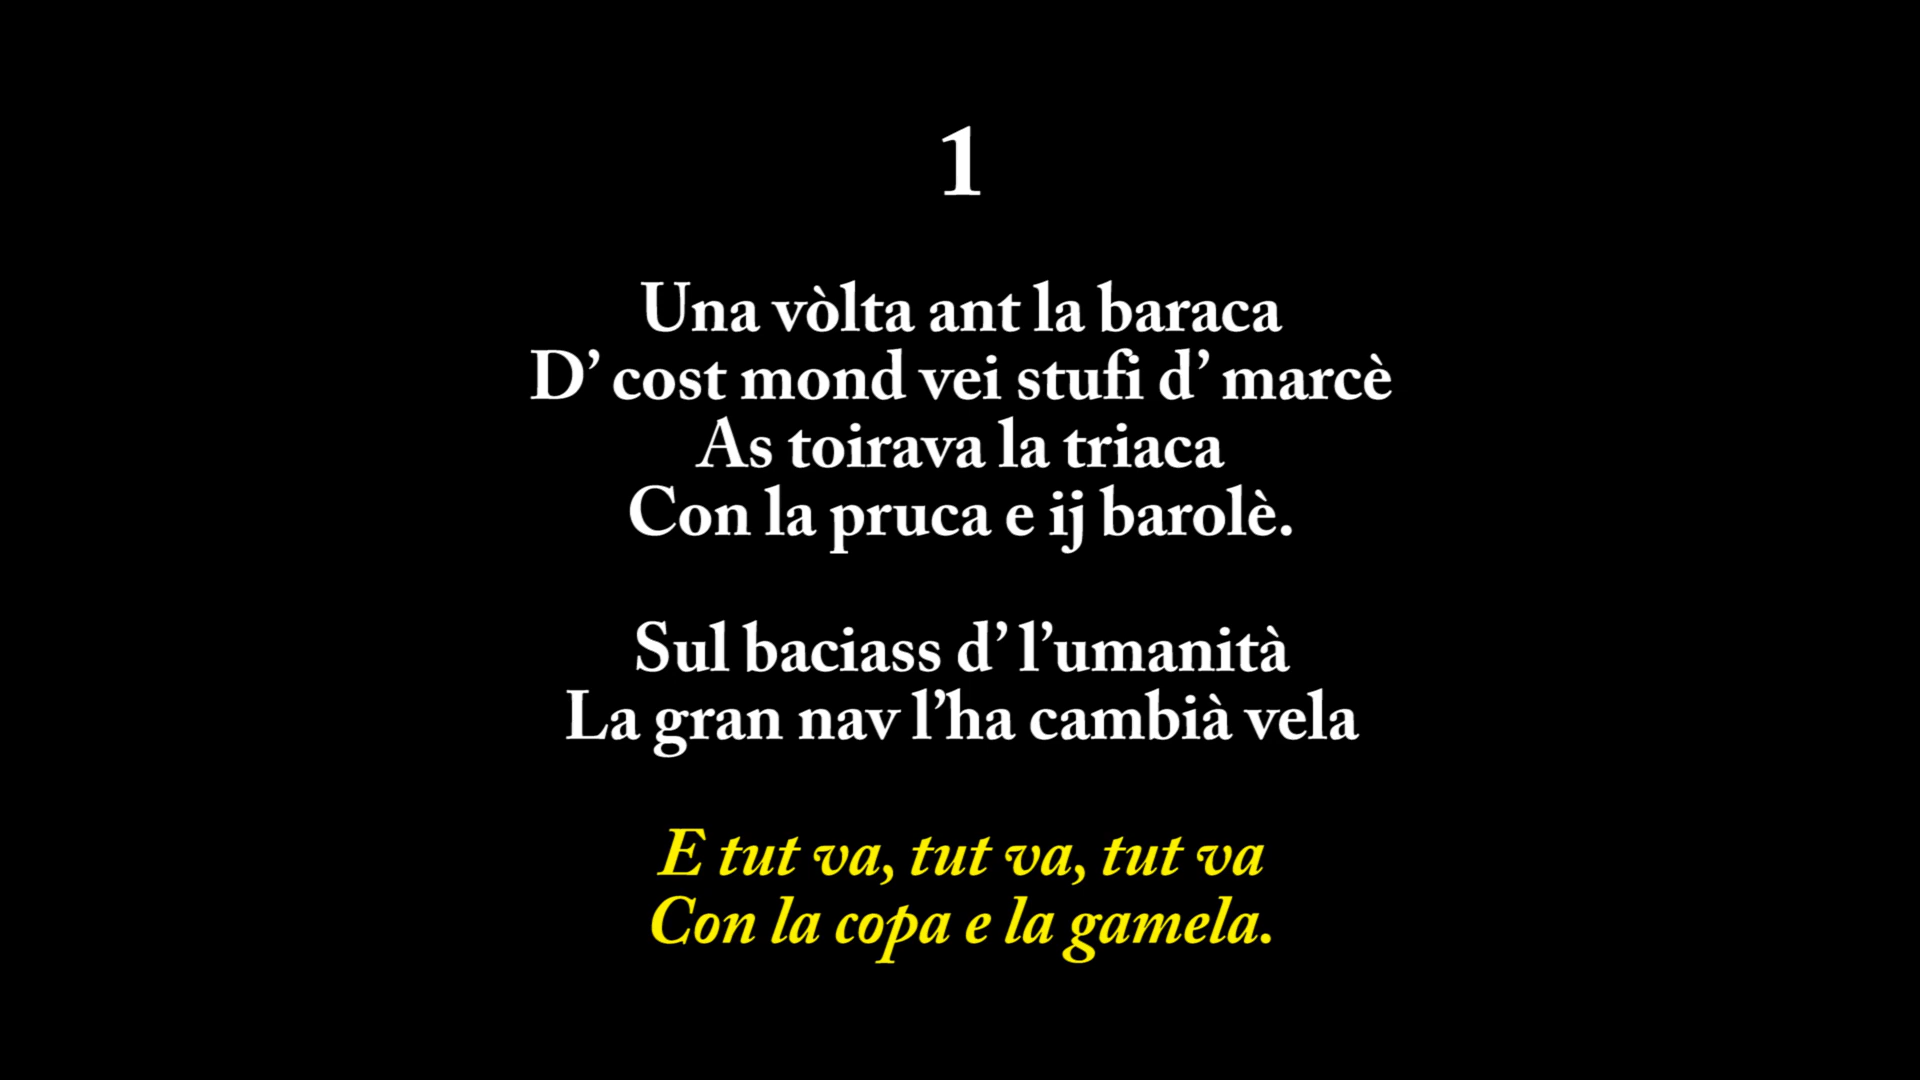 1
Una vòlta ant la baraca
D’ cost mond vei stufi d’ marcè
As toirava la triaca
Con la pruca e ij barolè.
Sul baciass d’ l’umanità
La gran nav l’ha cambià vela
E tut va, tut va, tut va
Con la copa e la gamela.